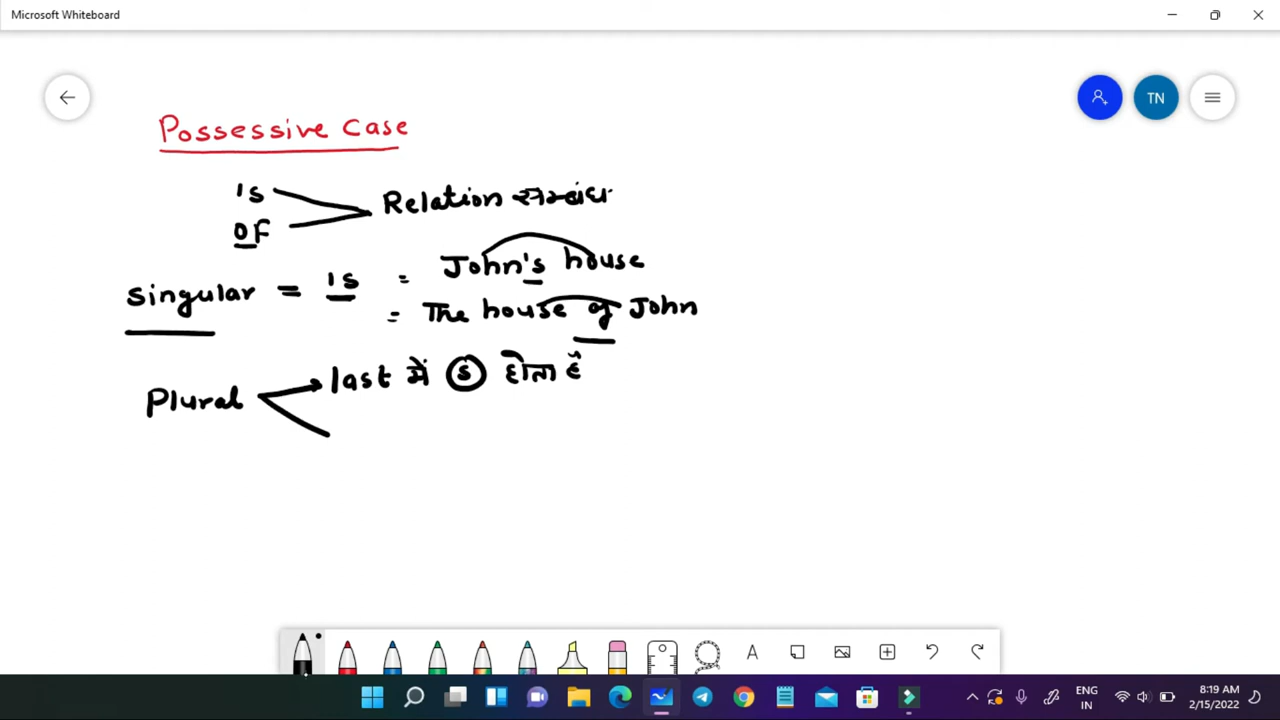 Microsoft Whiteboard
TN
Possessive Case
's
of
Relation सम्बंध
singular = 's = John's house
= The house of John
Plural last में s होता है
A
ENG
IN
8:19 AM
2/15/2022